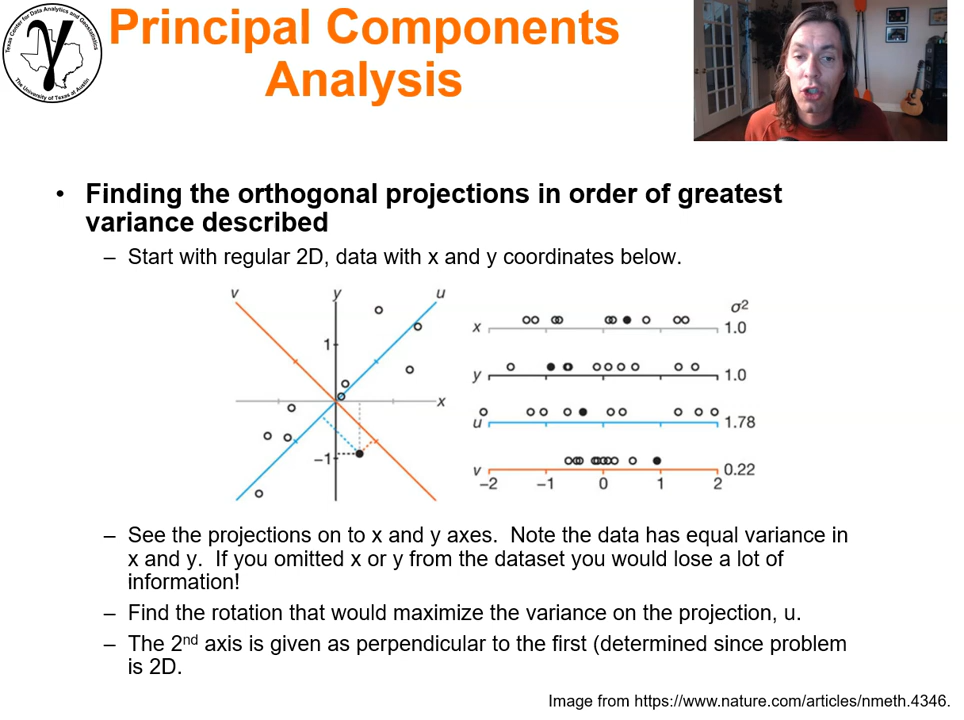 Texas Center for Data Analytics and Geostatistics
γ
The University of Texas at Austin
Principal Components
Analysis
• Finding the orthogonal projections in order of greatest
variance described
– Start with regular 2D, data with x and y coordinates below.
v y u
1
x
−1
σ2
x 1.0
y 1.0
u 1.78
v 0.22
−2 −1 0 1 2
– See the projections on to x and y axes. Note the data has equal variance in
x and y. If you omitted x or y from the dataset you would lose a lot of
information!
– Find the rotation that would maximize the variance on the projection, u.
– The 2nd axis is given as perpendicular to the first (determined since problem
is 2D.
Image from https://www.nature.com/articles/nmeth.4346.